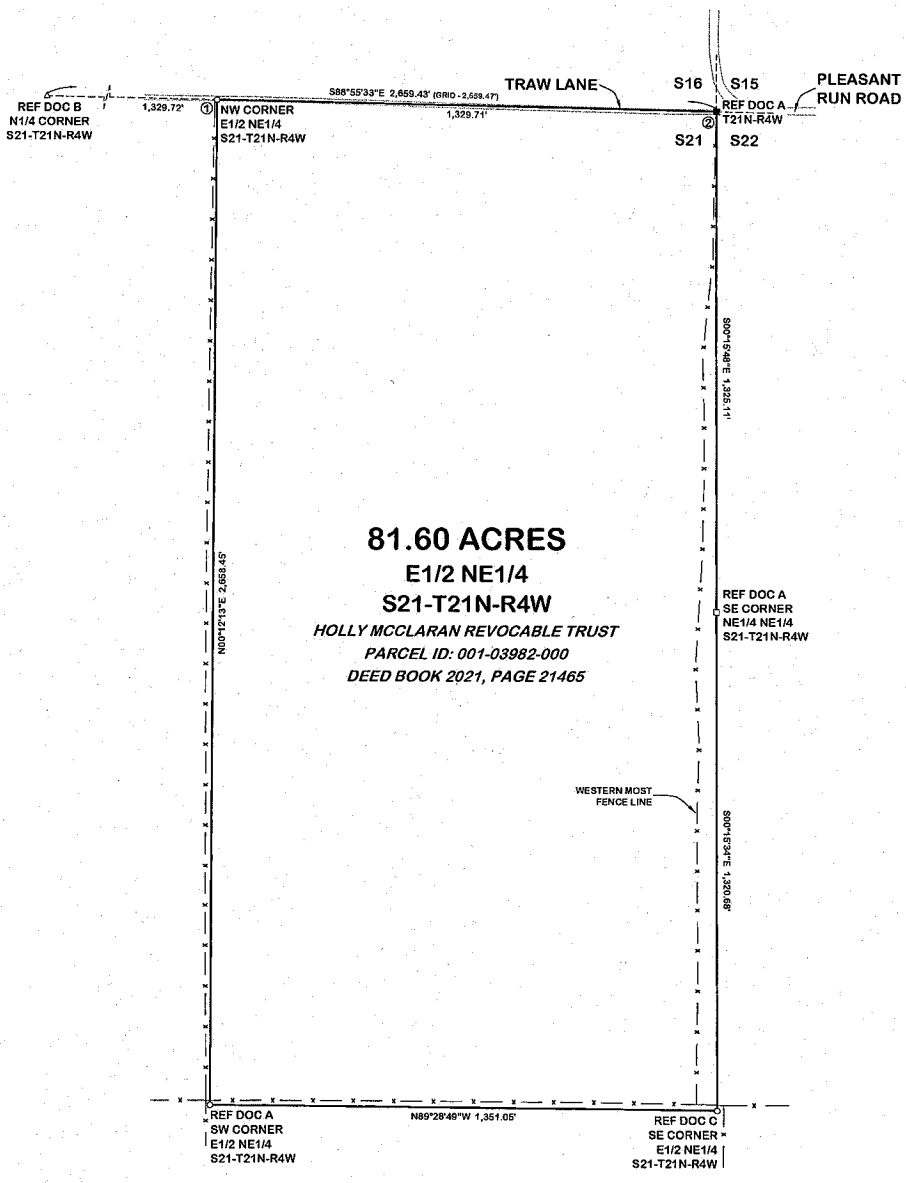 S88°55'33"E 2,659.43' (GRID - 2,659.47')
TRAW LANE
S16 S15
PLEASANT
RUN ROAD
REF DOC B
N1/4 CORNER
S21-T21N-R4W
1,329.72'
1
NW CORNER
E1/2 NE1/4
S21-T21N-R4W
1,329.71'
2
REF DOC A
T21N-R4W
S21 S22
S00°15'48"E 1,325.11'
N00°12'13"E 2,658.45'
81.60 ACRES
E1/2 NE1/4
S21-T21N-R4W
HOLLY MCCLARAN REVOCABLE TRUST
PARCEL ID: 001-03982-000
DEED BOOK 2021, PAGE 21465
REF DOC A
SE CORNER
NE1/4 NE1/4
S21-T21N-R4W
WESTERN MOST
FENCE LINE
S00°15'34"E 1,320.68'
REF DOC A
SW CORNER
E1/2 NE1/4
S21-T21N-R4W
N89°28'49"W 1,351.05'
REF DOC C
SE CORNER
E1/2 NE1/4
S21-T21N-R4W